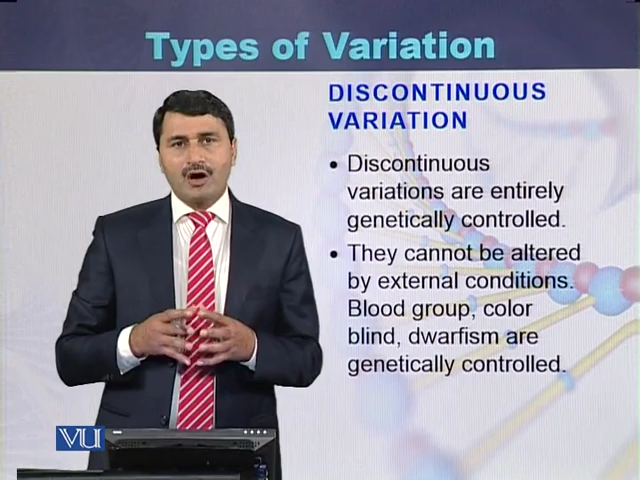 Types of Variation
DISCONTINUOUS
VARIATION
• Discontinuous
variations are entirely
genetically controlled.
• They cannot be altered
by external conditions.
Blood group, color
blind, dwarfism are
genetically controlled.
VU